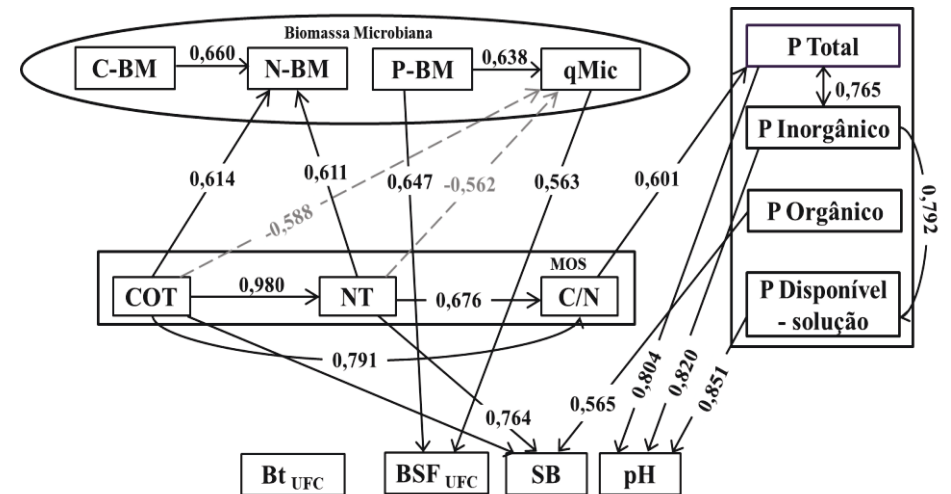 Biomassa Microbiana
C-BM
0,660
N-BM
P-BM
0,638
qMic
P Total
0,765
P Inorgânico
0,614
0,611
-0,588
0,647
-0,562
0,563
0,601
P Orgânico
0,792
MOS
COT
0,980
NT
0,676
C/N
P Disponível
- solução
0,791
0,764
0,565
0,804
0,820
0,851
Bt UFC
BSF UFC
SB
pH